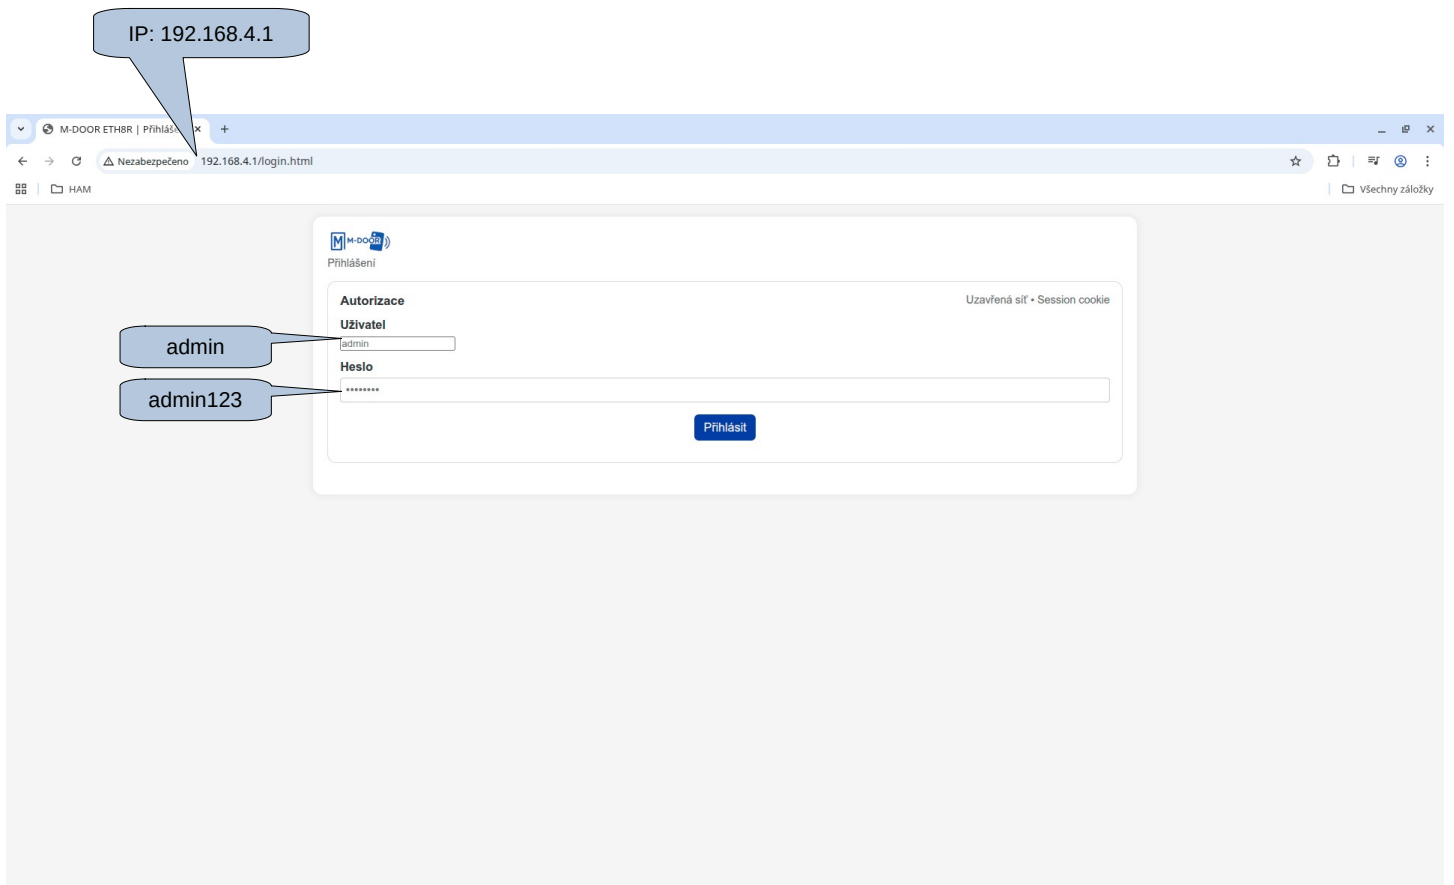 IP: 192.168.4.1
M-DOOR ETH8R | Přihláše
Nezabezpečeno 192.168.4.1/login.html
HAM
Všechny záložky
M M-DOOR
Přihlášení
Autorizace
Uzavřená síť • Session cookie
Uživatel
admin
admin
Heslo
admin123
••••••••
Přihlásit